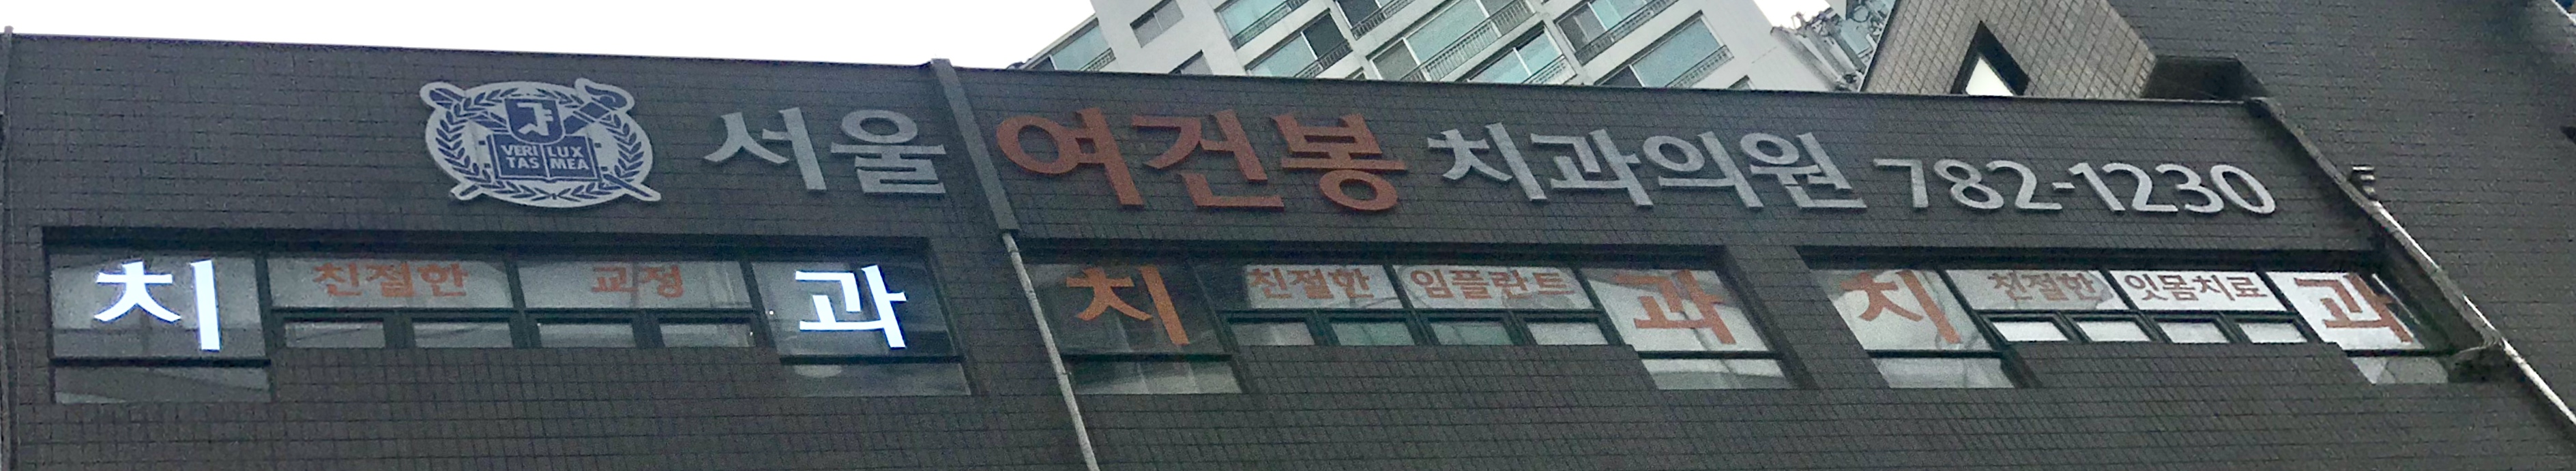 VERI LUX
TAS MEA
서울 여건봉 치과의원 782-1230
치 친절한 교정 과 치 친절한 임플란트 과 치 친절한 잇몸치료 과